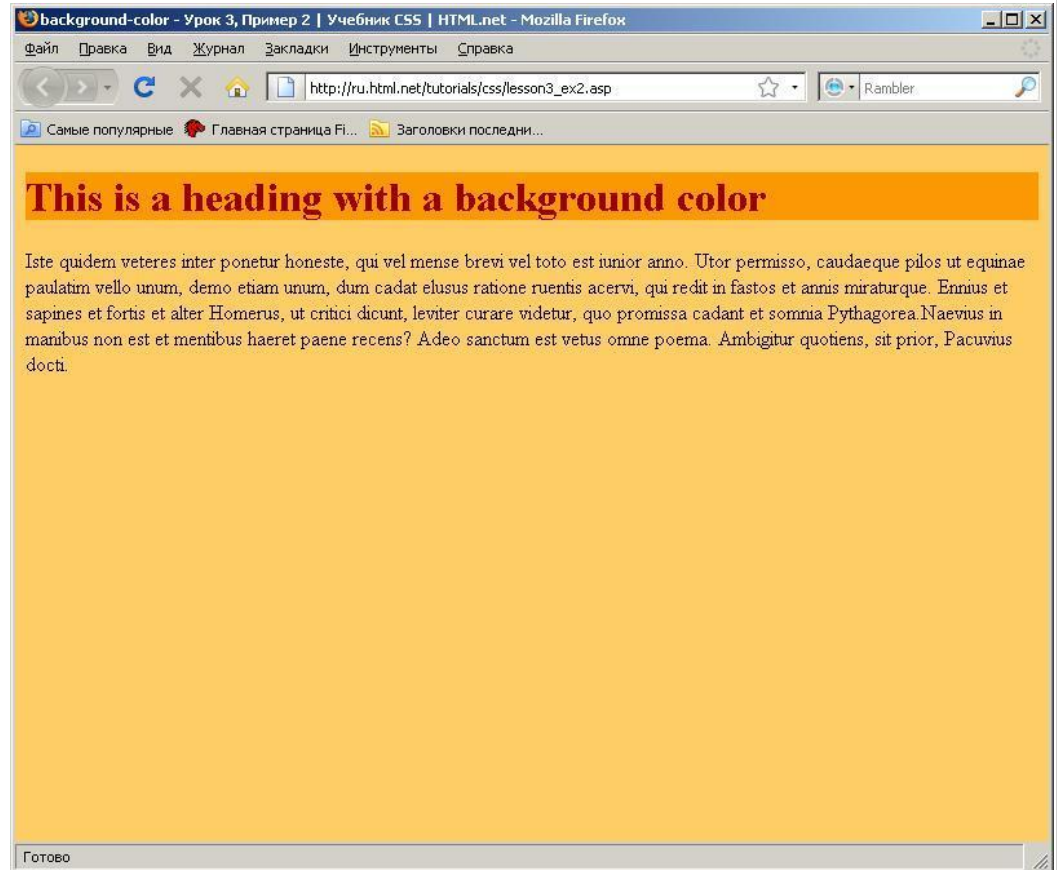 background-color - Урок 3, Пример 2 | Учебник CSS | HTML.net - Mozilla Firefox
Файл Правка Вид Журнал Закладки Инструменты Справка
http://ru.html.net/tutorials/css/lesson3_ex2.asp Rambler
Самые популярные Главная страница Fi... Заголовки последни...
This is a heading with a background color
Iste quidem veteres inter ponetur honeste, qui vel mense brevi vel toto est iunior anno. Utor permisso, caudaeque pilos ut equinae
paulatim vello unum, demo etiam unum, dum cadat elusus ratione ruentis acervi, qui redit in fastos et annis miraturque. Ennius et
sapines et fortis et alter Homerus, ut critici dicunt, leviter curare videtur, quo promissa cadant et somnia Pythagorea.Naevius in
manibus non est et mentibus haeret paene recens? Adeo sanctum est vetus omne poema. Ambigitur quotiens, sit prior, Pacuvius
docti.
Готово